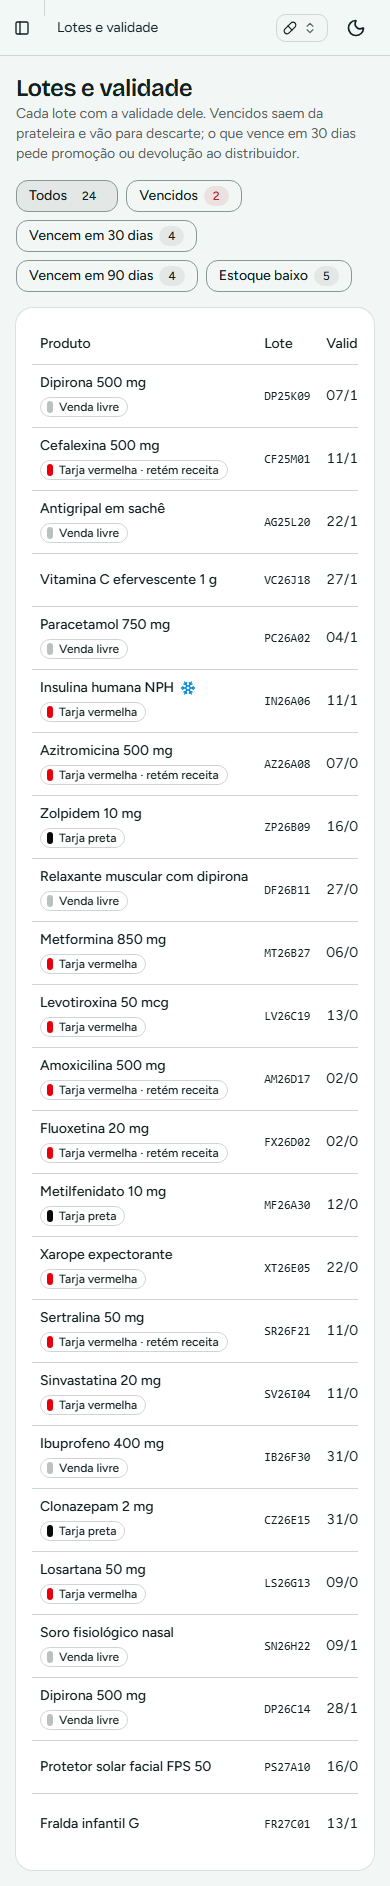 Lotes e validade
Lotes e validade
Cada lote com a validade dele. Vencidos saem da
prateleira e vão para descarte; o que vence em 30 dias
pede promoção ou devolução ao distribuidor.
Todos 24 Vencidos 2
Vencem em 30 dias 4
Vencem em 90 dias 4 Estoque baixo 5
Produto Lote Valid
Dipirona 500 mg
Venda livre
DP25K09 07/1
Cefalexina 500 mg
Tarja vermelha · retém receita
CF25M01 11/1
Antigripal em sachê
Venda livre
AG25L20 22/1
Vitamina C efervescente 1 g VC26J18 27/1
Paracetamol 750 mg
Venda livre
PC26A02 04/1
Insulina humana NPH
Tarja vermelha
IN26A06 11/1
Azitromicina 500 mg
Tarja vermelha · retém receita
AZ26A08 07/0
Zolpidem 10 mg
Tarja preta
ZP26B09 16/0
Relaxante muscular com dipirona
Venda livre
DF26B11 27/0
Metformina 850 mg
Tarja vermelha
MT26B27 06/0
Levotiroxina 50 mcg
Tarja vermelha
LV26C19 13/0
Amoxicilina 500 mg
Tarja vermelha · retém receita
AM26D17 02/0
Fluoxetina 20 mg
Tarja vermelha · retém receita
FX26D02 02/0
Metilfenidato 10 mg
Tarja preta
MF26A30 12/0
Xarope expectorante
Tarja vermelha
XT26E05 22/0
Sertralina 50 mg
Tarja vermelha · retém receita
SR26F21 11/0
Sinvastatina 20 mg
Tarja vermelha
SV26I04 11/0
Ibuprofeno 400 mg
Venda livre
IB26F30 31/0
Clonazepam 2 mg
Tarja preta
CZ26E15 31/0
Losartana 50 mg
Tarja vermelha
LS26G13 09/0
Soro fisiológico nasal
Venda livre
SN26H22 09/1
Dipirona 500 mg
Venda livre
DP26C14 28/1
Protetor solar facial FPS 50 PS27A10 16/0
Fralda infantil G FR27C01 13/1